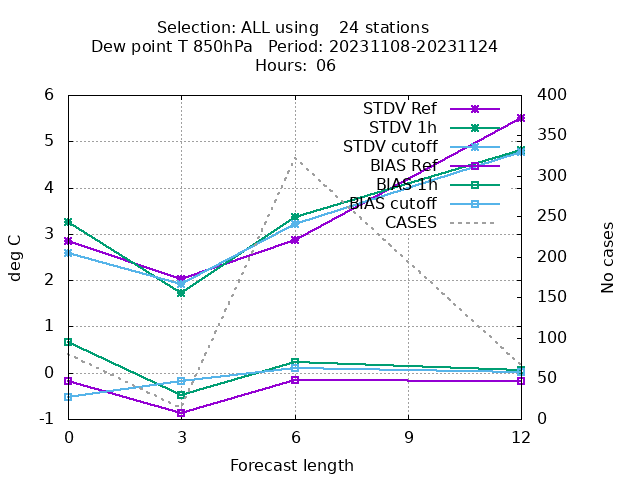 Selection: ALL using    24 stations
Dew point T 850hPa   Period: 20231108-20231124
Hours:  06
STDV Ref
STDV 1h
STDV cutoff
BIAS Ref
BIAS 1h
BIAS cutoff
CASES
6
5
4
3
2
1
0
-1
400
350
300
250
200
150
100
50
0
deg C
No cases
0
3
6
9
12
Forecast length